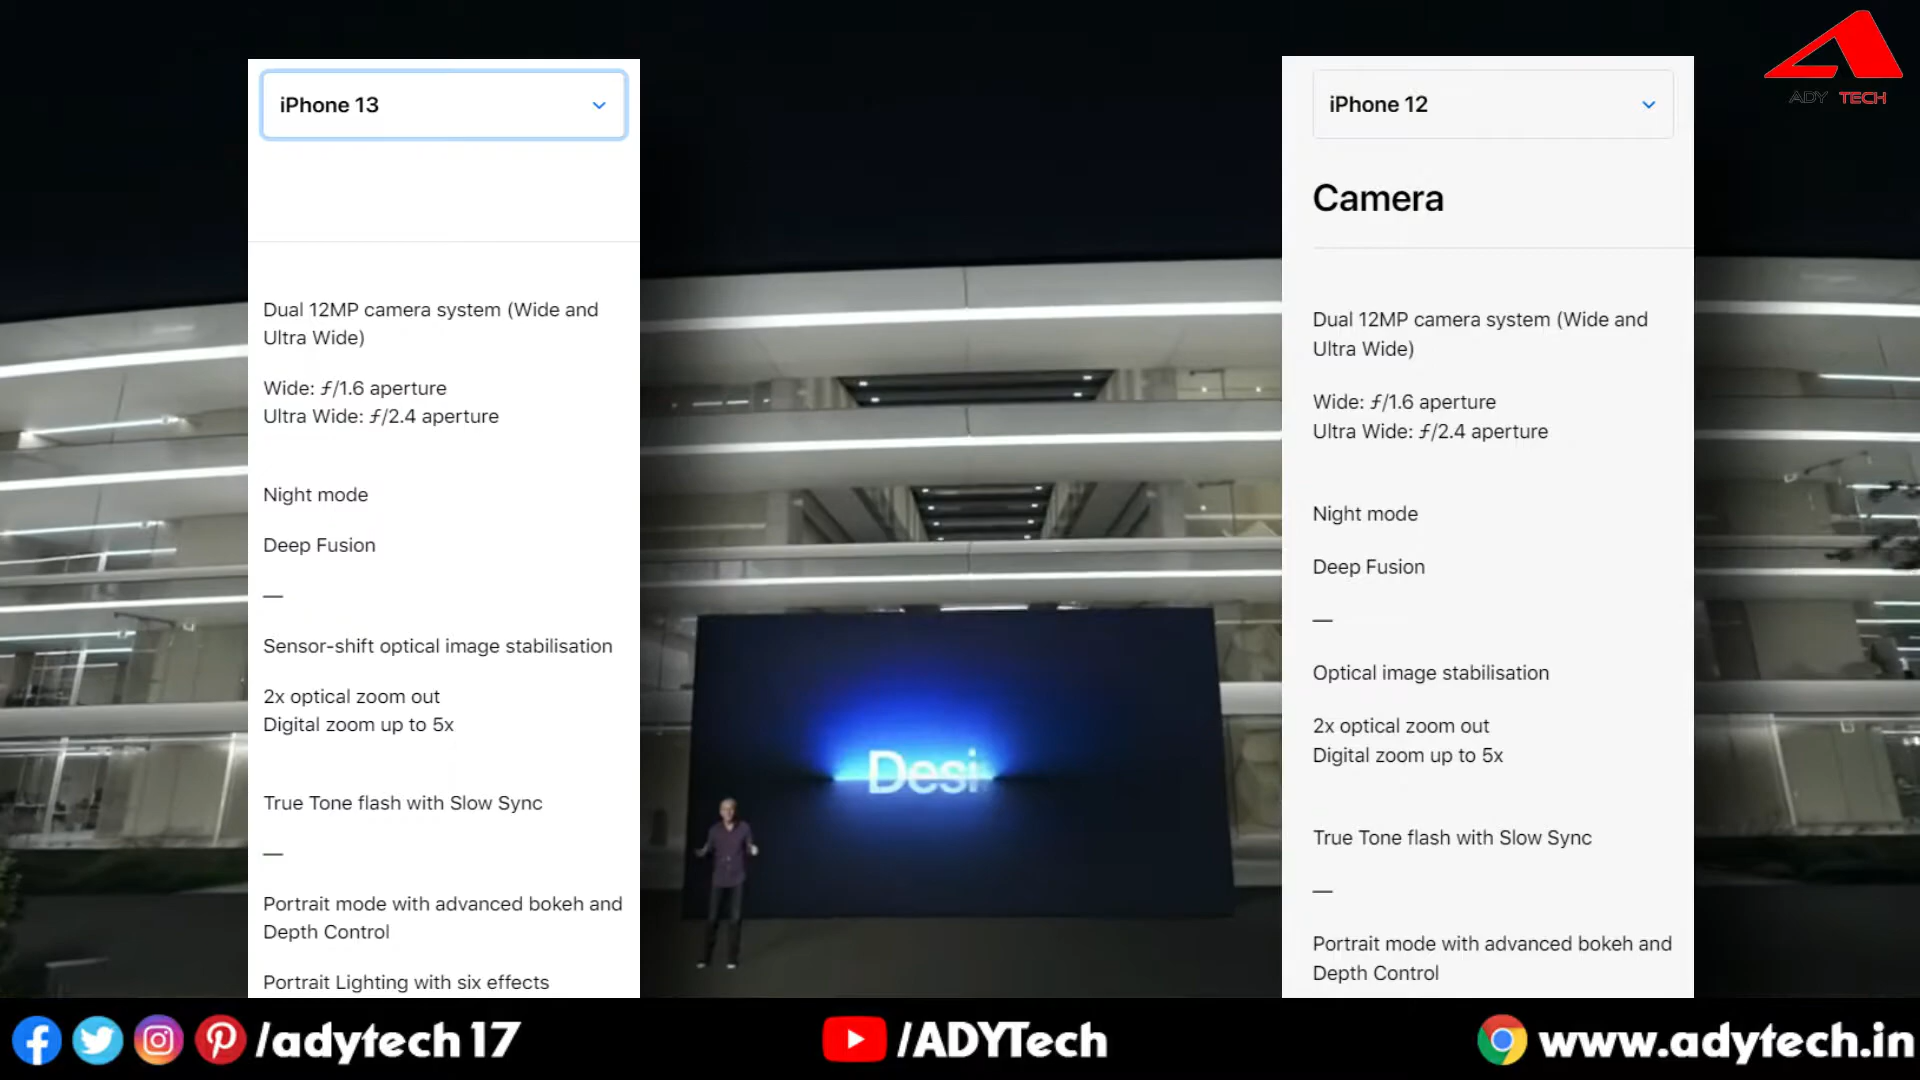 iPhone 13
Dual 12MP camera system (Wide and
Ultra Wide)
Wide: ƒ/1.6 aperture
Ultra Wide: ƒ/2.4 aperture
Night mode
Deep Fusion
—
Sensor-shift optical image stabilisation
2x optical zoom out
Digital zoom up to 5x
True Tone flash with Slow Sync
—
Portrait mode with advanced bokeh and
Depth Control
Portrait Lighting with six effects
Desi
iPhone 12
Camera
Dual 12MP camera system (Wide and
Ultra Wide)
Wide: ƒ/1.6 aperture
Ultra Wide: ƒ/2.4 aperture
Night mode
Deep Fusion
—
Optical image stabilisation
2x optical zoom out
Digital zoom up to 5x
True Tone flash with Slow Sync
—
Portrait mode with advanced bokeh and
Depth Control
ADY TECH
/adytech17
/ADYTech
www.adytech.in